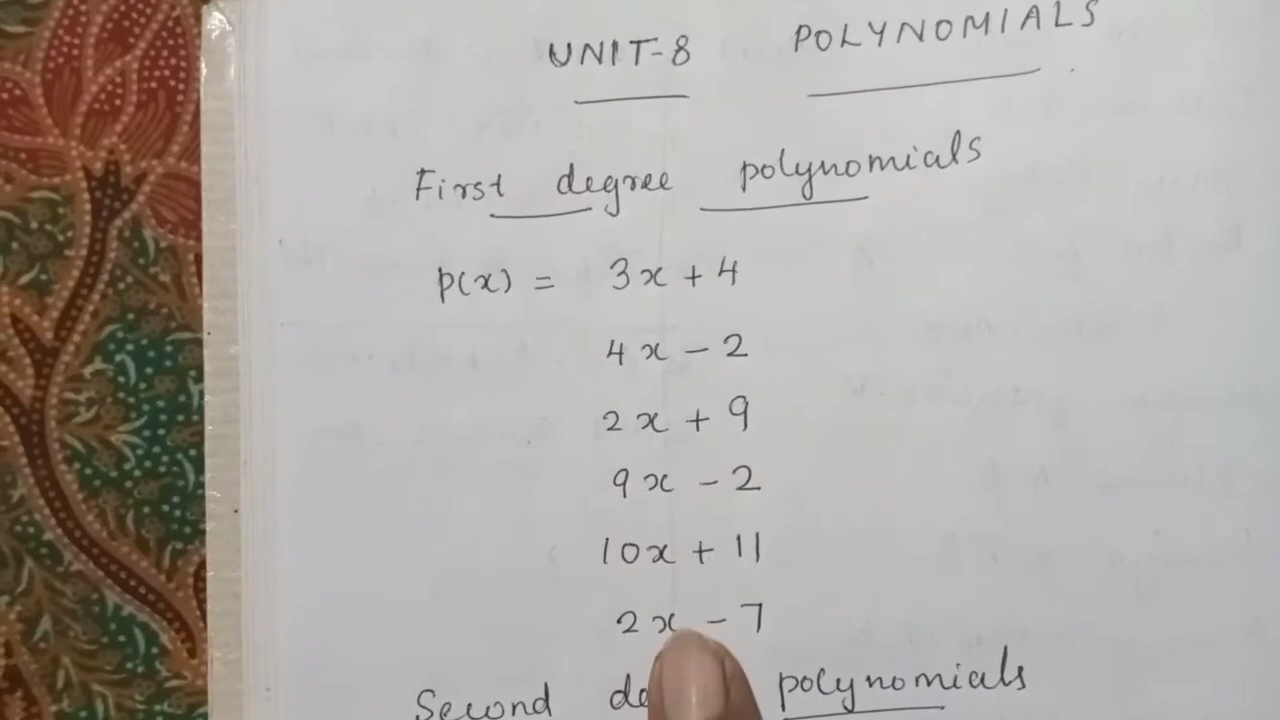 UNIT-8 POLYNOMIALS
First degree polynomials
p(x) = 3x + 4
4x - 2
2x + 9
9x - 2
10x + 11
2x - 7
Second polynomials